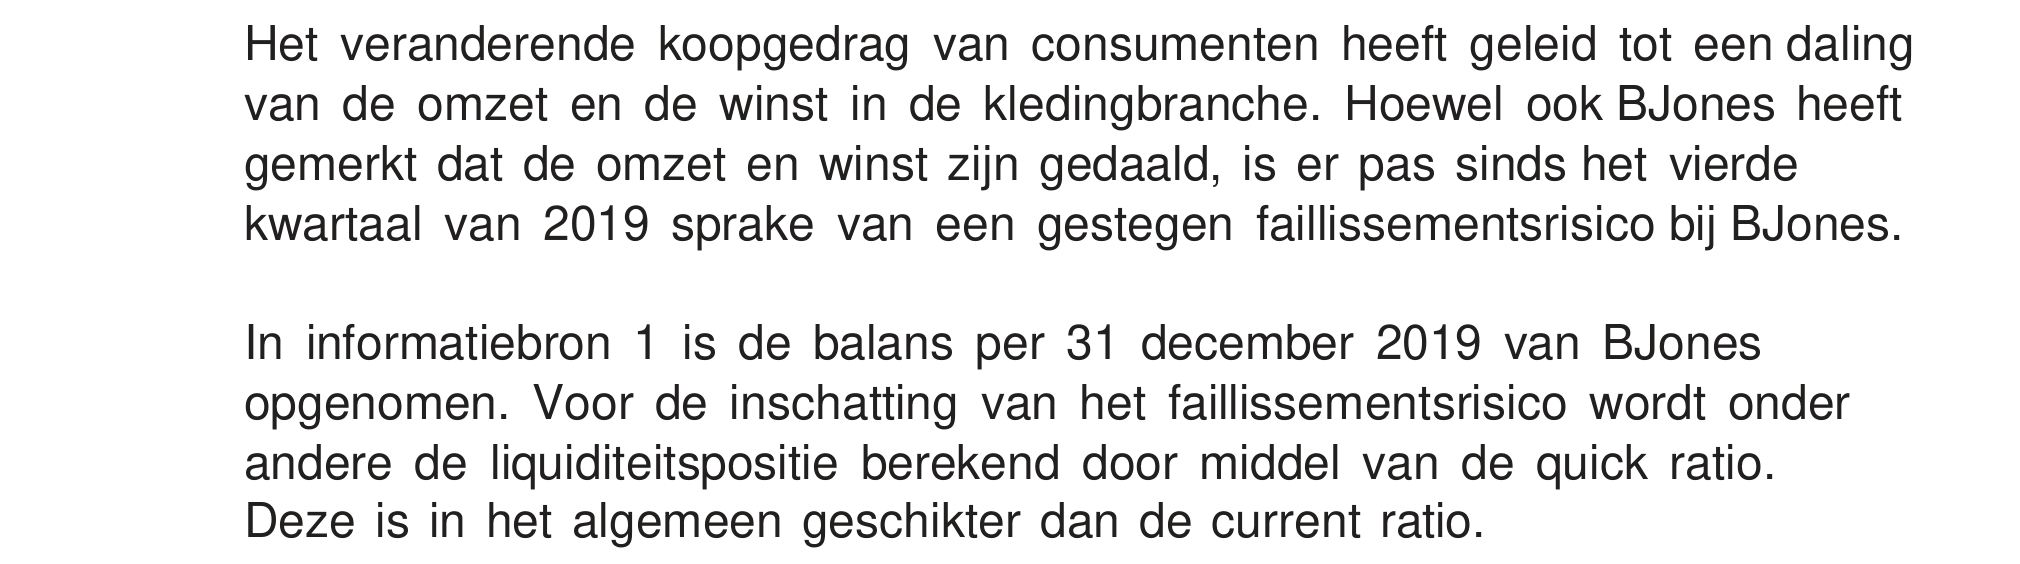 Het veranderende koopgedrag van consumenten heeft geleid tot een daling
van de omzet en de winst in de kledingbranche. Hoewel ook BJones heeft
gemerkt dat de omzet en winst zijn gedaald, is er pas sinds het vierde
kwartaal van 2019 sprake van een gestegen faillissementsrisico bij BJones.
In informatiebron 1 is de balans per 31 december 2019 van BJones
opgenomen. Voor de inschatting van het faillissementsrisico wordt onder
andere de liquiditeitspositie berekend door middel van de quick ratio.
Deze is in het algemeen geschikter dan de current ratio.